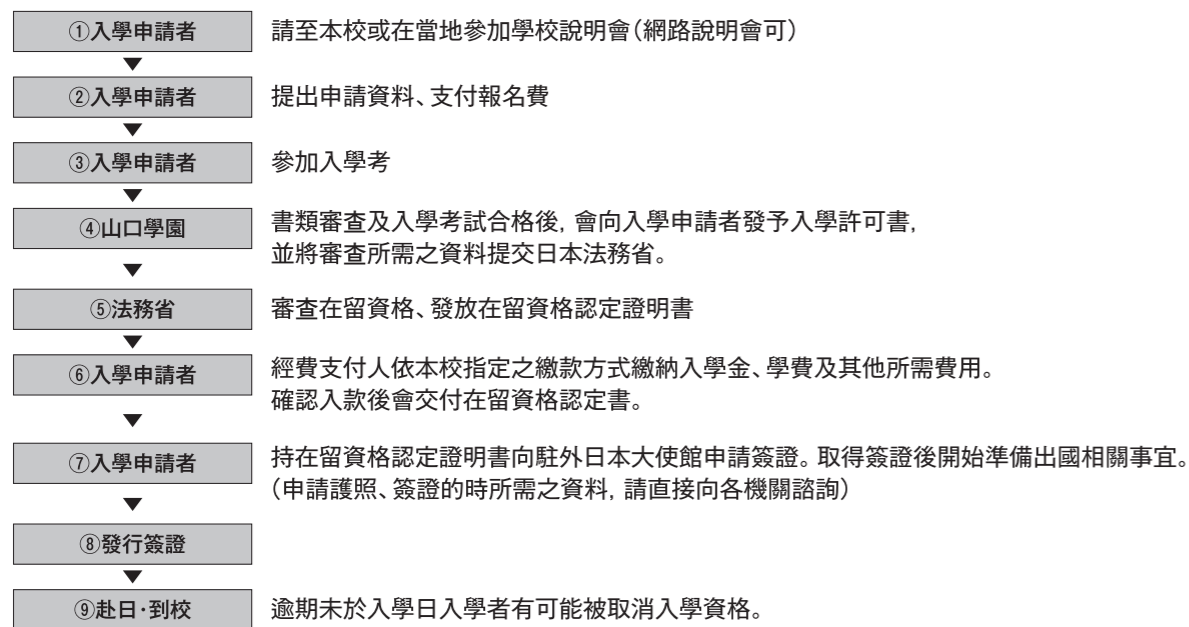 ①入學申請者 請至本校或在當地參加學校說明會(網路說明會可)
▼
②入學申請者 提出申請資料、支付報名費
▼
③入學申請者 參加入學考
▼
④山口學園 書類審查及入學考試合格後, 會向入學申請者發予入學許可書,
並將審查所需之資料提交日本法務省。
▼
⑤法務省 審查在留資格、發放在留資格認定證明書
▼
⑥入學申請者 經費支付人依本校指定之繳款方式繳納入學金、學費及其他所需費用。
確認入款後會交付在留資格認定書。
▼
⑦入學申請者 持在留資格認定證明書向駐外日本大使館申請簽證。取得簽證後開始準備出國相關事宜。
(申請護照、簽證的時所需之資料, 請直接向各機關諮詢)
▼
⑧發行簽證
▼
⑨赴日·到校 逾期未於入學日入學者有可能被取消入學資格。